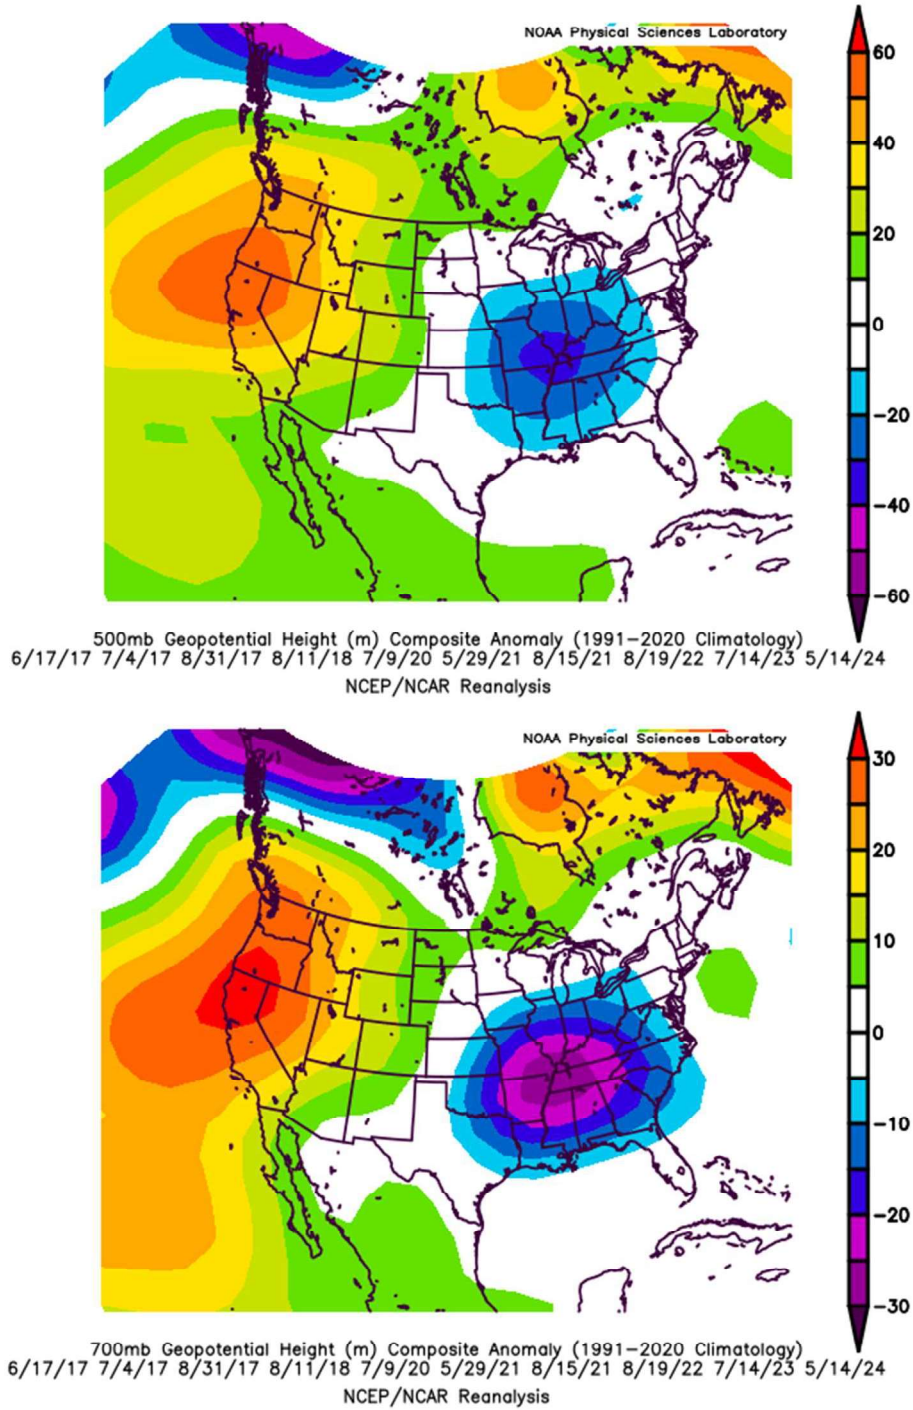 NOAA Physical Sciences Laboratory
60
40
20
0
−20
−40
−60
500mb Geopotential Height (m) Composite Anomaly (1991−2020 Climatology)
6/17/17 7/4/17 8/31/17 8/11/18 7/9/20 5/29/21 8/15/21 8/19/22 7/14/23 5/14/24
NCEP/NCAR Reanalysis
NOAA Physical Sciences Laboratory
30
20
10
0
−10
−20
−30
700mb Geopotential Height (m) Composite Anomaly (1991−2020 Climatology)
6/17/17 7/4/17 8/31/17 8/11/18 7/9/20 5/29/21 8/15/21 8/19/22 7/14/23 5/14/24
NCEP/NCAR Reanalysis